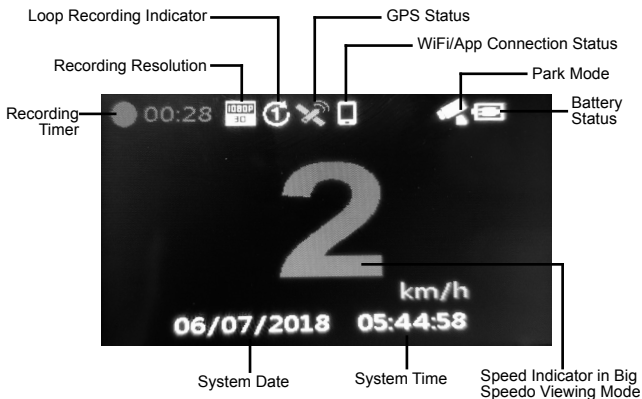 Loop Recording Indicator
GPS Status
WiFi/App Connection Status
Recording Resolution
Park Mode
Recording
Timer
Battery
Status
00:28
1080P
30
1
2
km/h
06/07/2018 05:44:58
System Date
System Time
Speed Indicator in Big
Speedo Viewing Mode